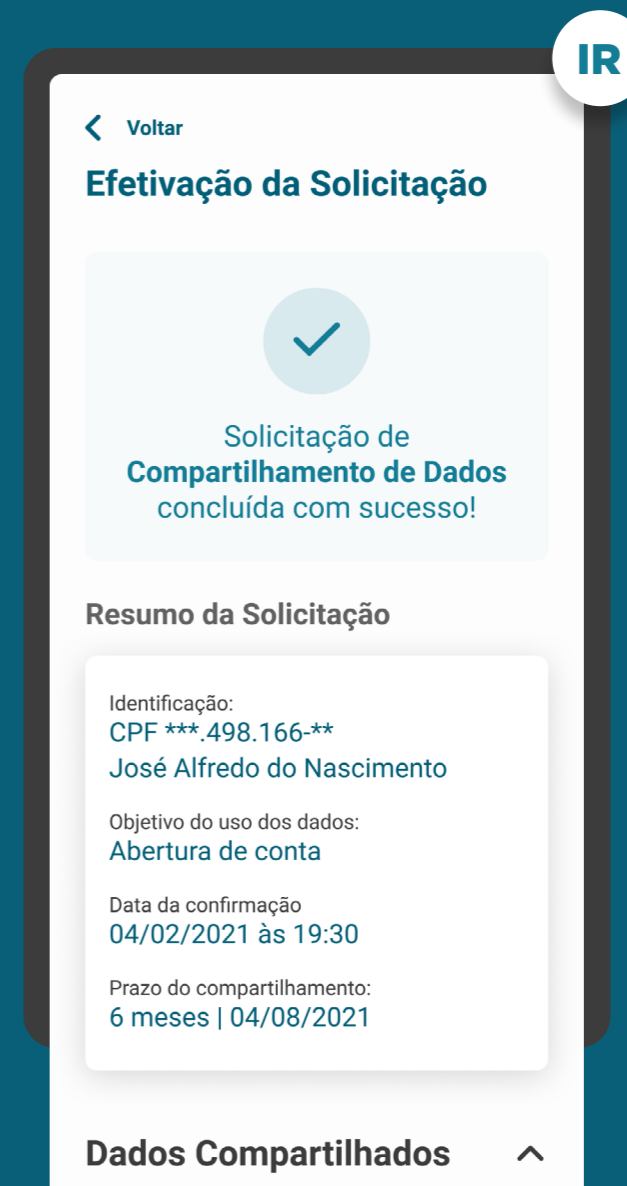 IR
Voltar
Efetivação da Solicitação
Solicitação de
Compartilhamento de Dados
concluída com sucesso!
Resumo da Solicitação
Identificação:
CPF ***.498.166-**
José Alfredo do Nascimento
Objetivo do uso dos dados:
Abertura de conta
Data da confirmação
04/02/2021 às 19:30
Prazo do compartilhamento:
6 meses | 04/08/2021
Dados Compartilhados